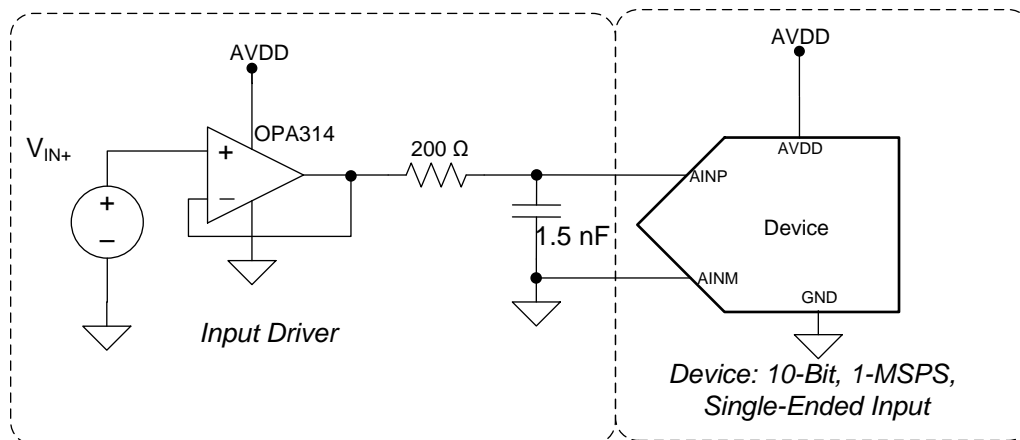 AVDD
OPA314
V_IN+
+
−
+
−
200 Ω
1.5 nF
Input Driver
AVDD
AVDD
AINP
Device
AINM
GND
Device: 10-Bit, 1-MSPS,
Single-Ended Input